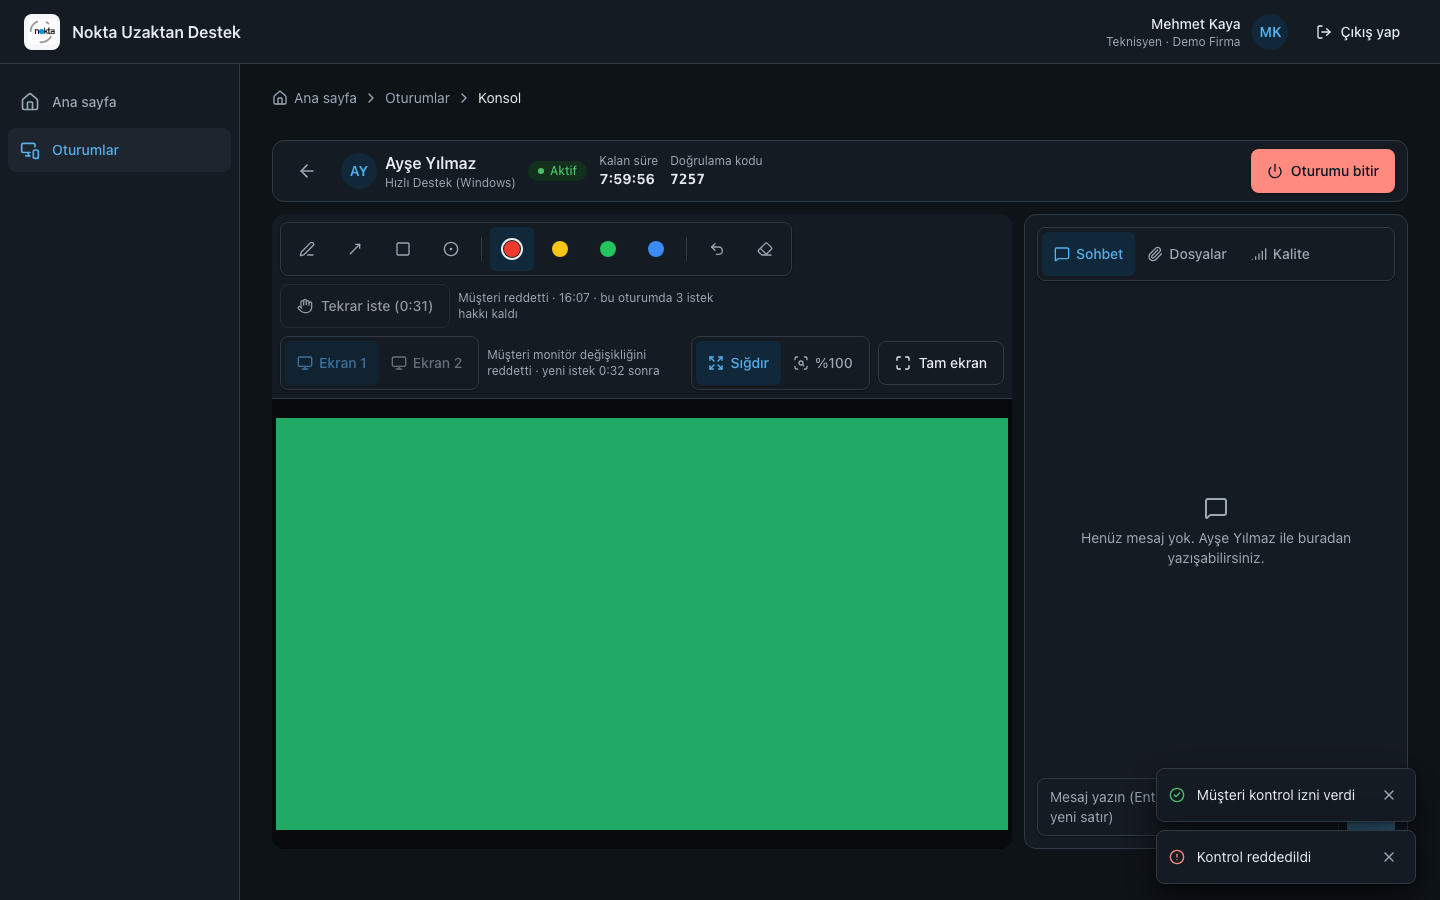 nokta
Nokta Uzaktan Destek
Mehmet Kaya
Teknisyen · Demo Firma
MK
Çıkış yap
Ana sayfa
Oturumlar
Ana sayfa > Oturumlar > Konsol
AY
Ayşe Yılmaz
Hızlı Destek (Windows)
Aktif
Kalan süre
7:59:56
Doğrulama kodu
7257
Oturumu bitir
Tekrar iste (0:31)
Müşteri reddetti · 16:07 · bu oturumda 3 istek
hakkı kaldı
Ekran 1
Ekran 2
Müşteri monitör değişikliğini
reddetti · yeni istek 0:32 sonra
Sığdır
%100
Tam ekran
Sohbet
Dosyalar
Kalite
Henüz mesaj yok. Ayşe Yılmaz ile buradan
yazışabilirsiniz.
Mesaj yazın (Ent
yeni satır)
Müşteri kontrol izni verdi
Kontrol reddedildi